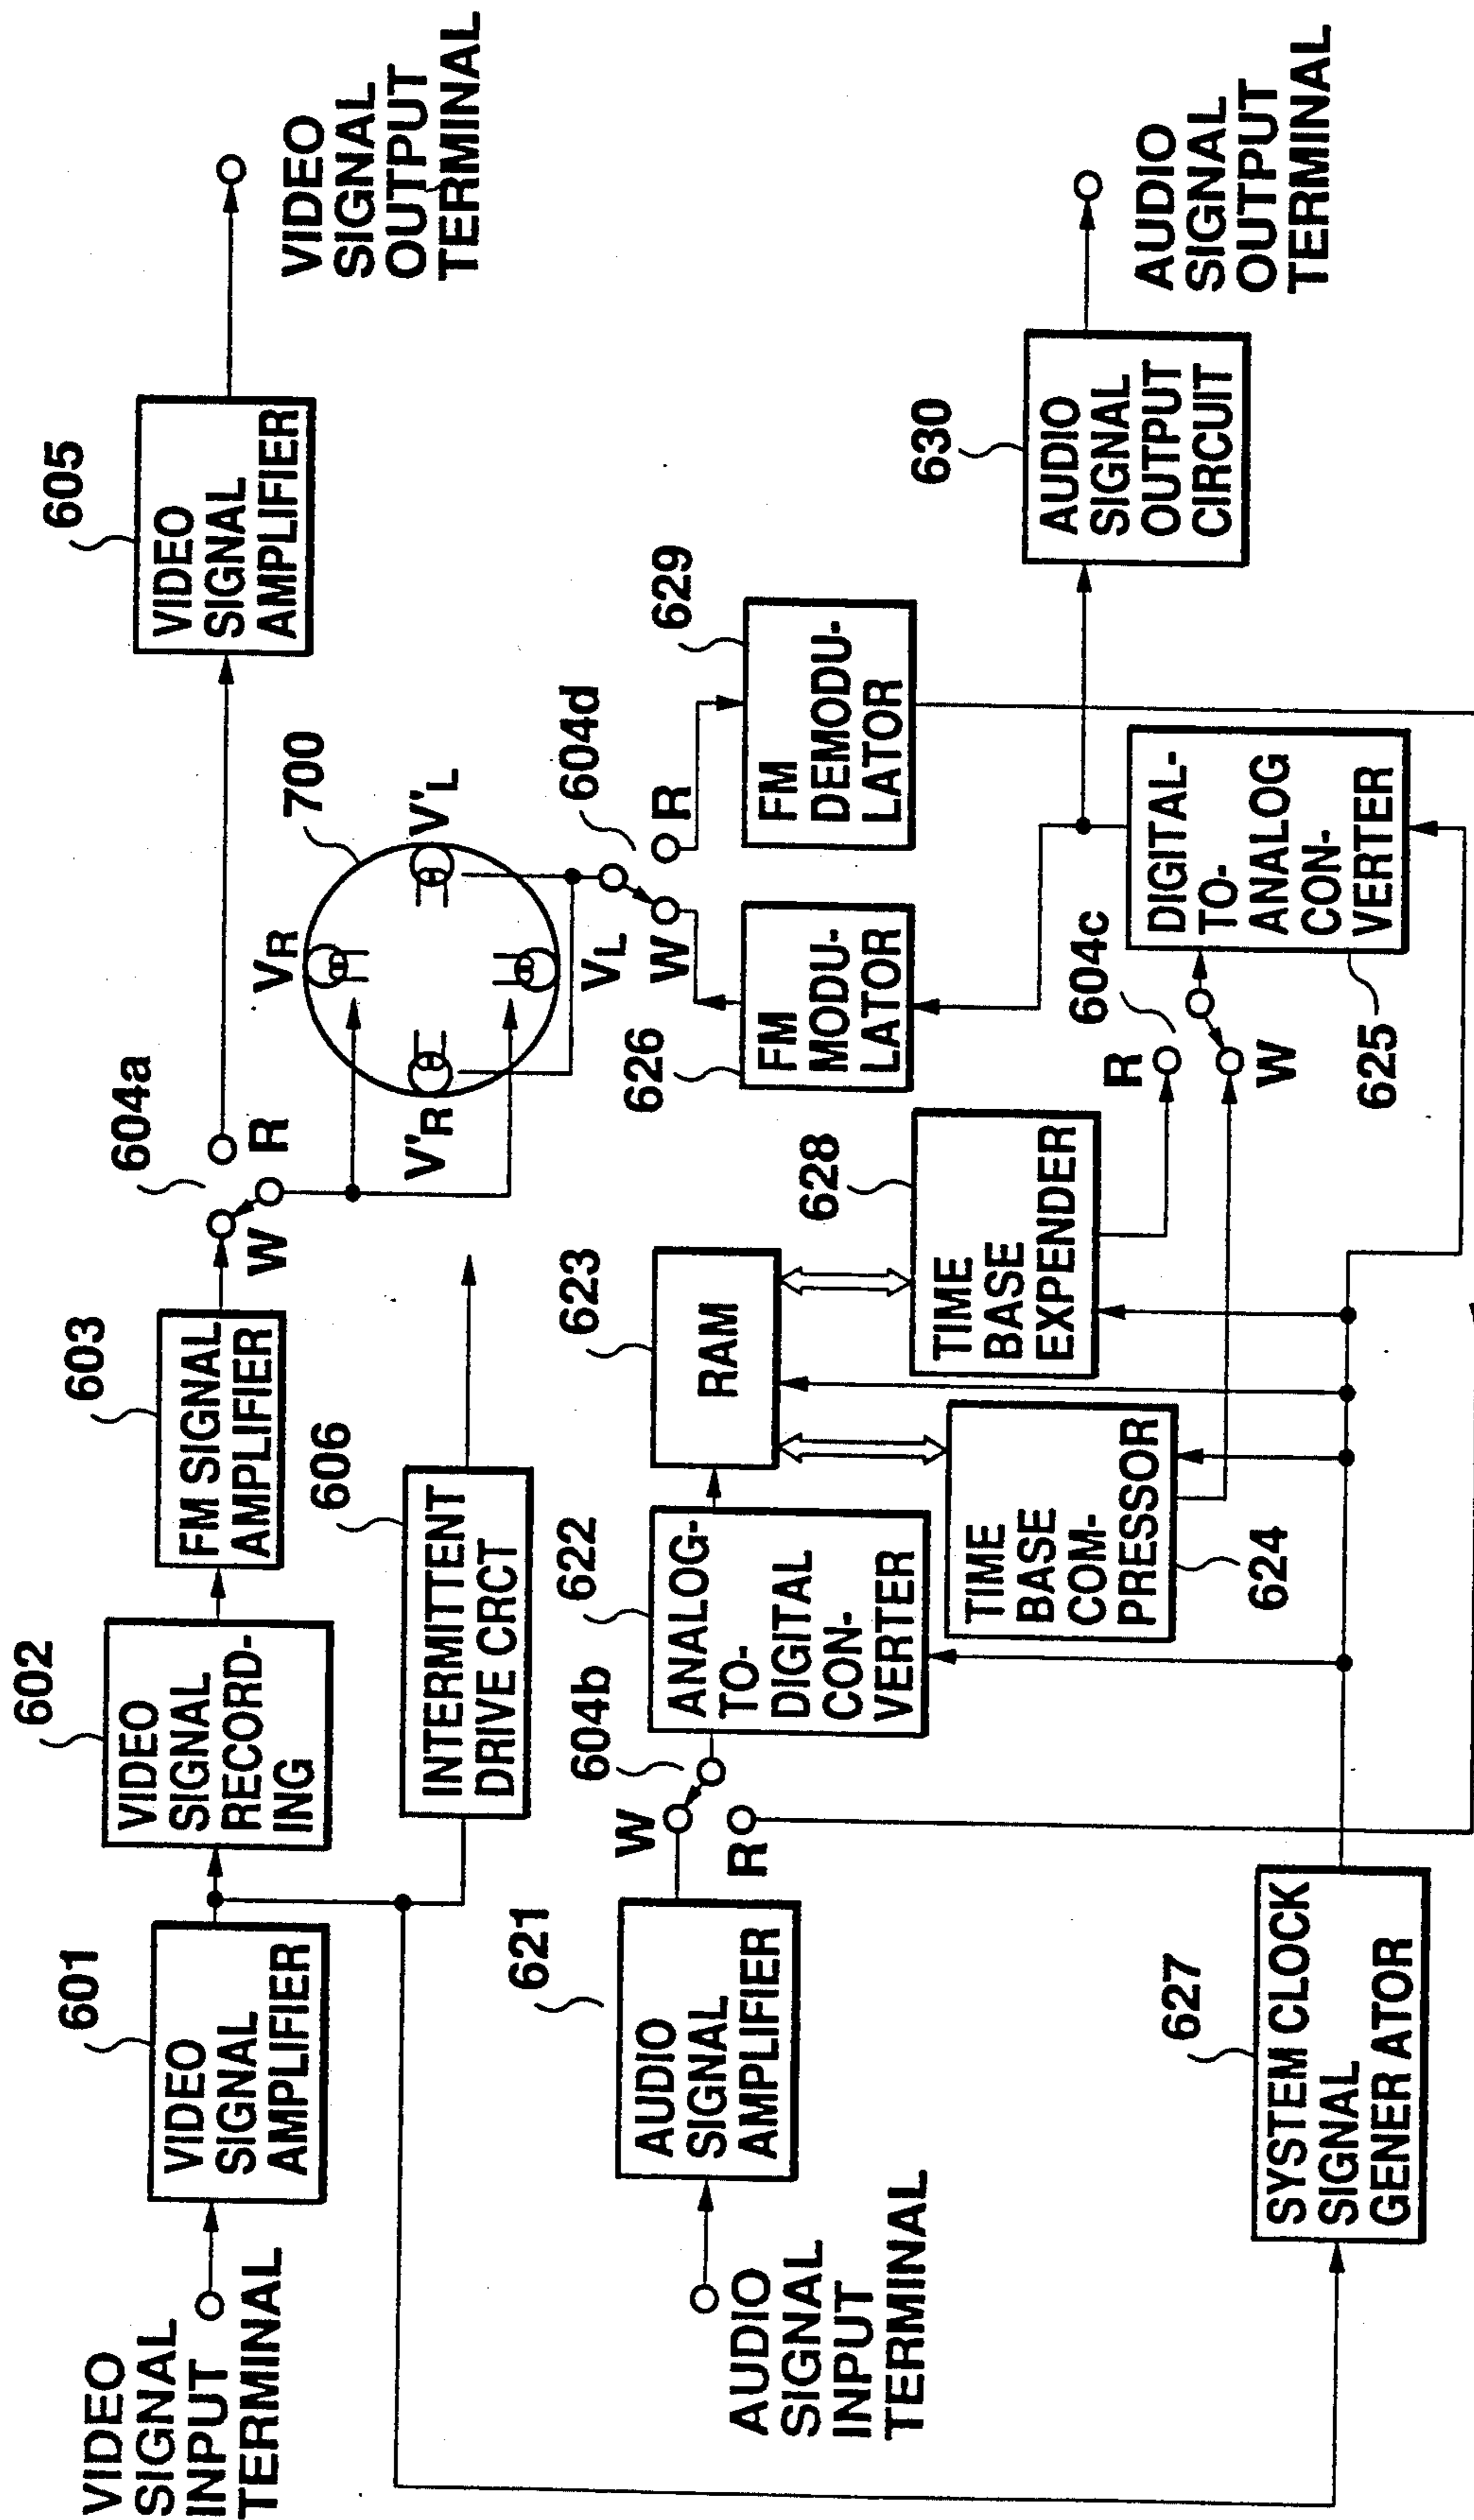 VIDEO
SIGNAL
INPUT
TERMINAL
601
VIDEO
SIGNAL
AMPLIFIER
602
VIDEO
SIGNAL
RECORD-
ING
603
FM SIGNAL
AMPLIFIER
604a
W
R
605
VIDEO
SIGNAL
AMPLIFIER
VIDEO
SIGNAL
OUTPUT
TERMINAL
606
INTERMITTENT
DRIVE CRCT
700
VR
V'R
V'L
VL
604d
W
R
AUDIO
SIGNAL
INPUT
TERMINAL
621
AUDIO
SIGNAL
AMPLIFIER
604b
W
R
622
ANALOG-
TO-
DIGITAL
CON-
VERTER
623
RAM
624
TIME
BASE
COM-
PRESSOR
628
TIME
BASE
EXPENDER
626
FM
MODU-
LATOR
629
FM
DEMODU-
LATOR
604c
R
W
625
DIGITAL-
TO-
ANALOG
CON-
VERTER
630
AUDIO
SIGNAL
OUTPUT
CIRCUIT
AUDIO
SIGNAL
OUTPUT
TERMINAL
627
SYSTEM CLOCK
SIGNAL
GENER ATOR